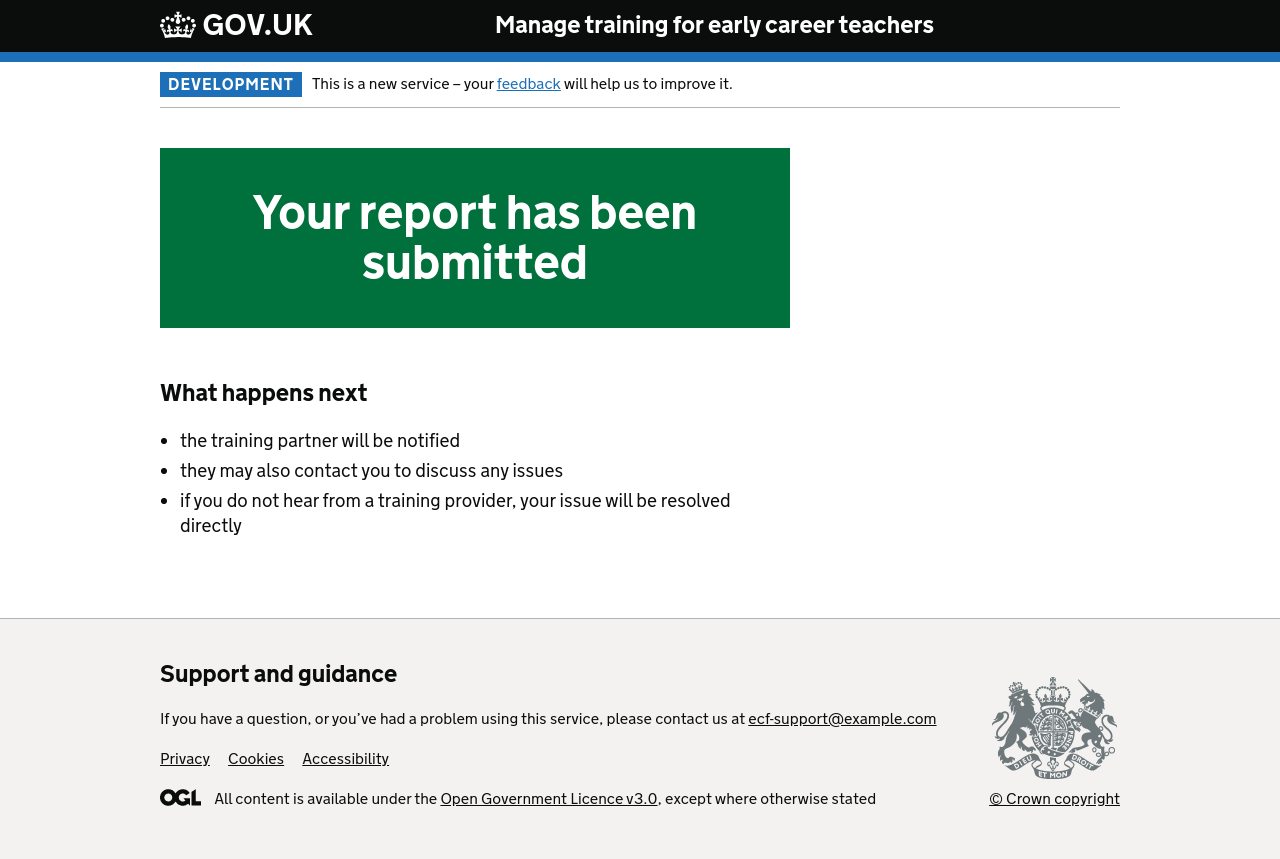 GOV.UK
Manage training for early career teachers
DEVELOPMENT
This is a new service – your feedback will help us to improve it.
Your report has been
submitted
What happens next
• the training partner will be notified
• they may also contact you to discuss any issues
• if you do not hear from a training provider, your issue will be resolved
directly
Support and guidance
If you have a question, or you’ve had a problem using this service, please contact us at ecf-support@example.com
Privacy Cookies Accessibility
DIEU ET MON DROIT
OGL All content is available under the Open Government Licence v3.0, except where otherwise stated
© Crown copyright